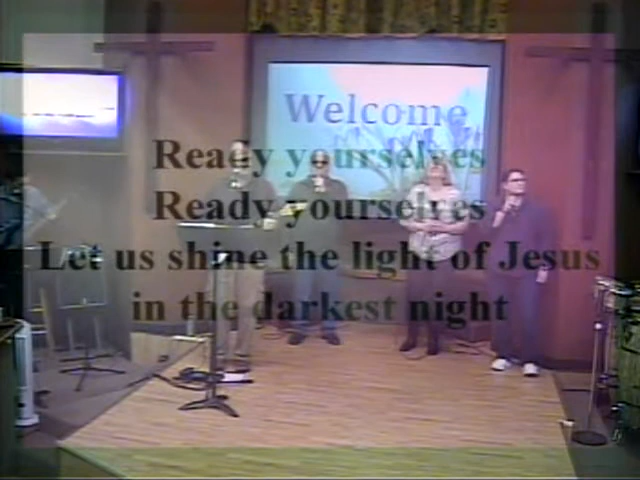 Welcome
Ready yourselves
Ready yourselves
Let us shine the light of Jesus
in the darkest night